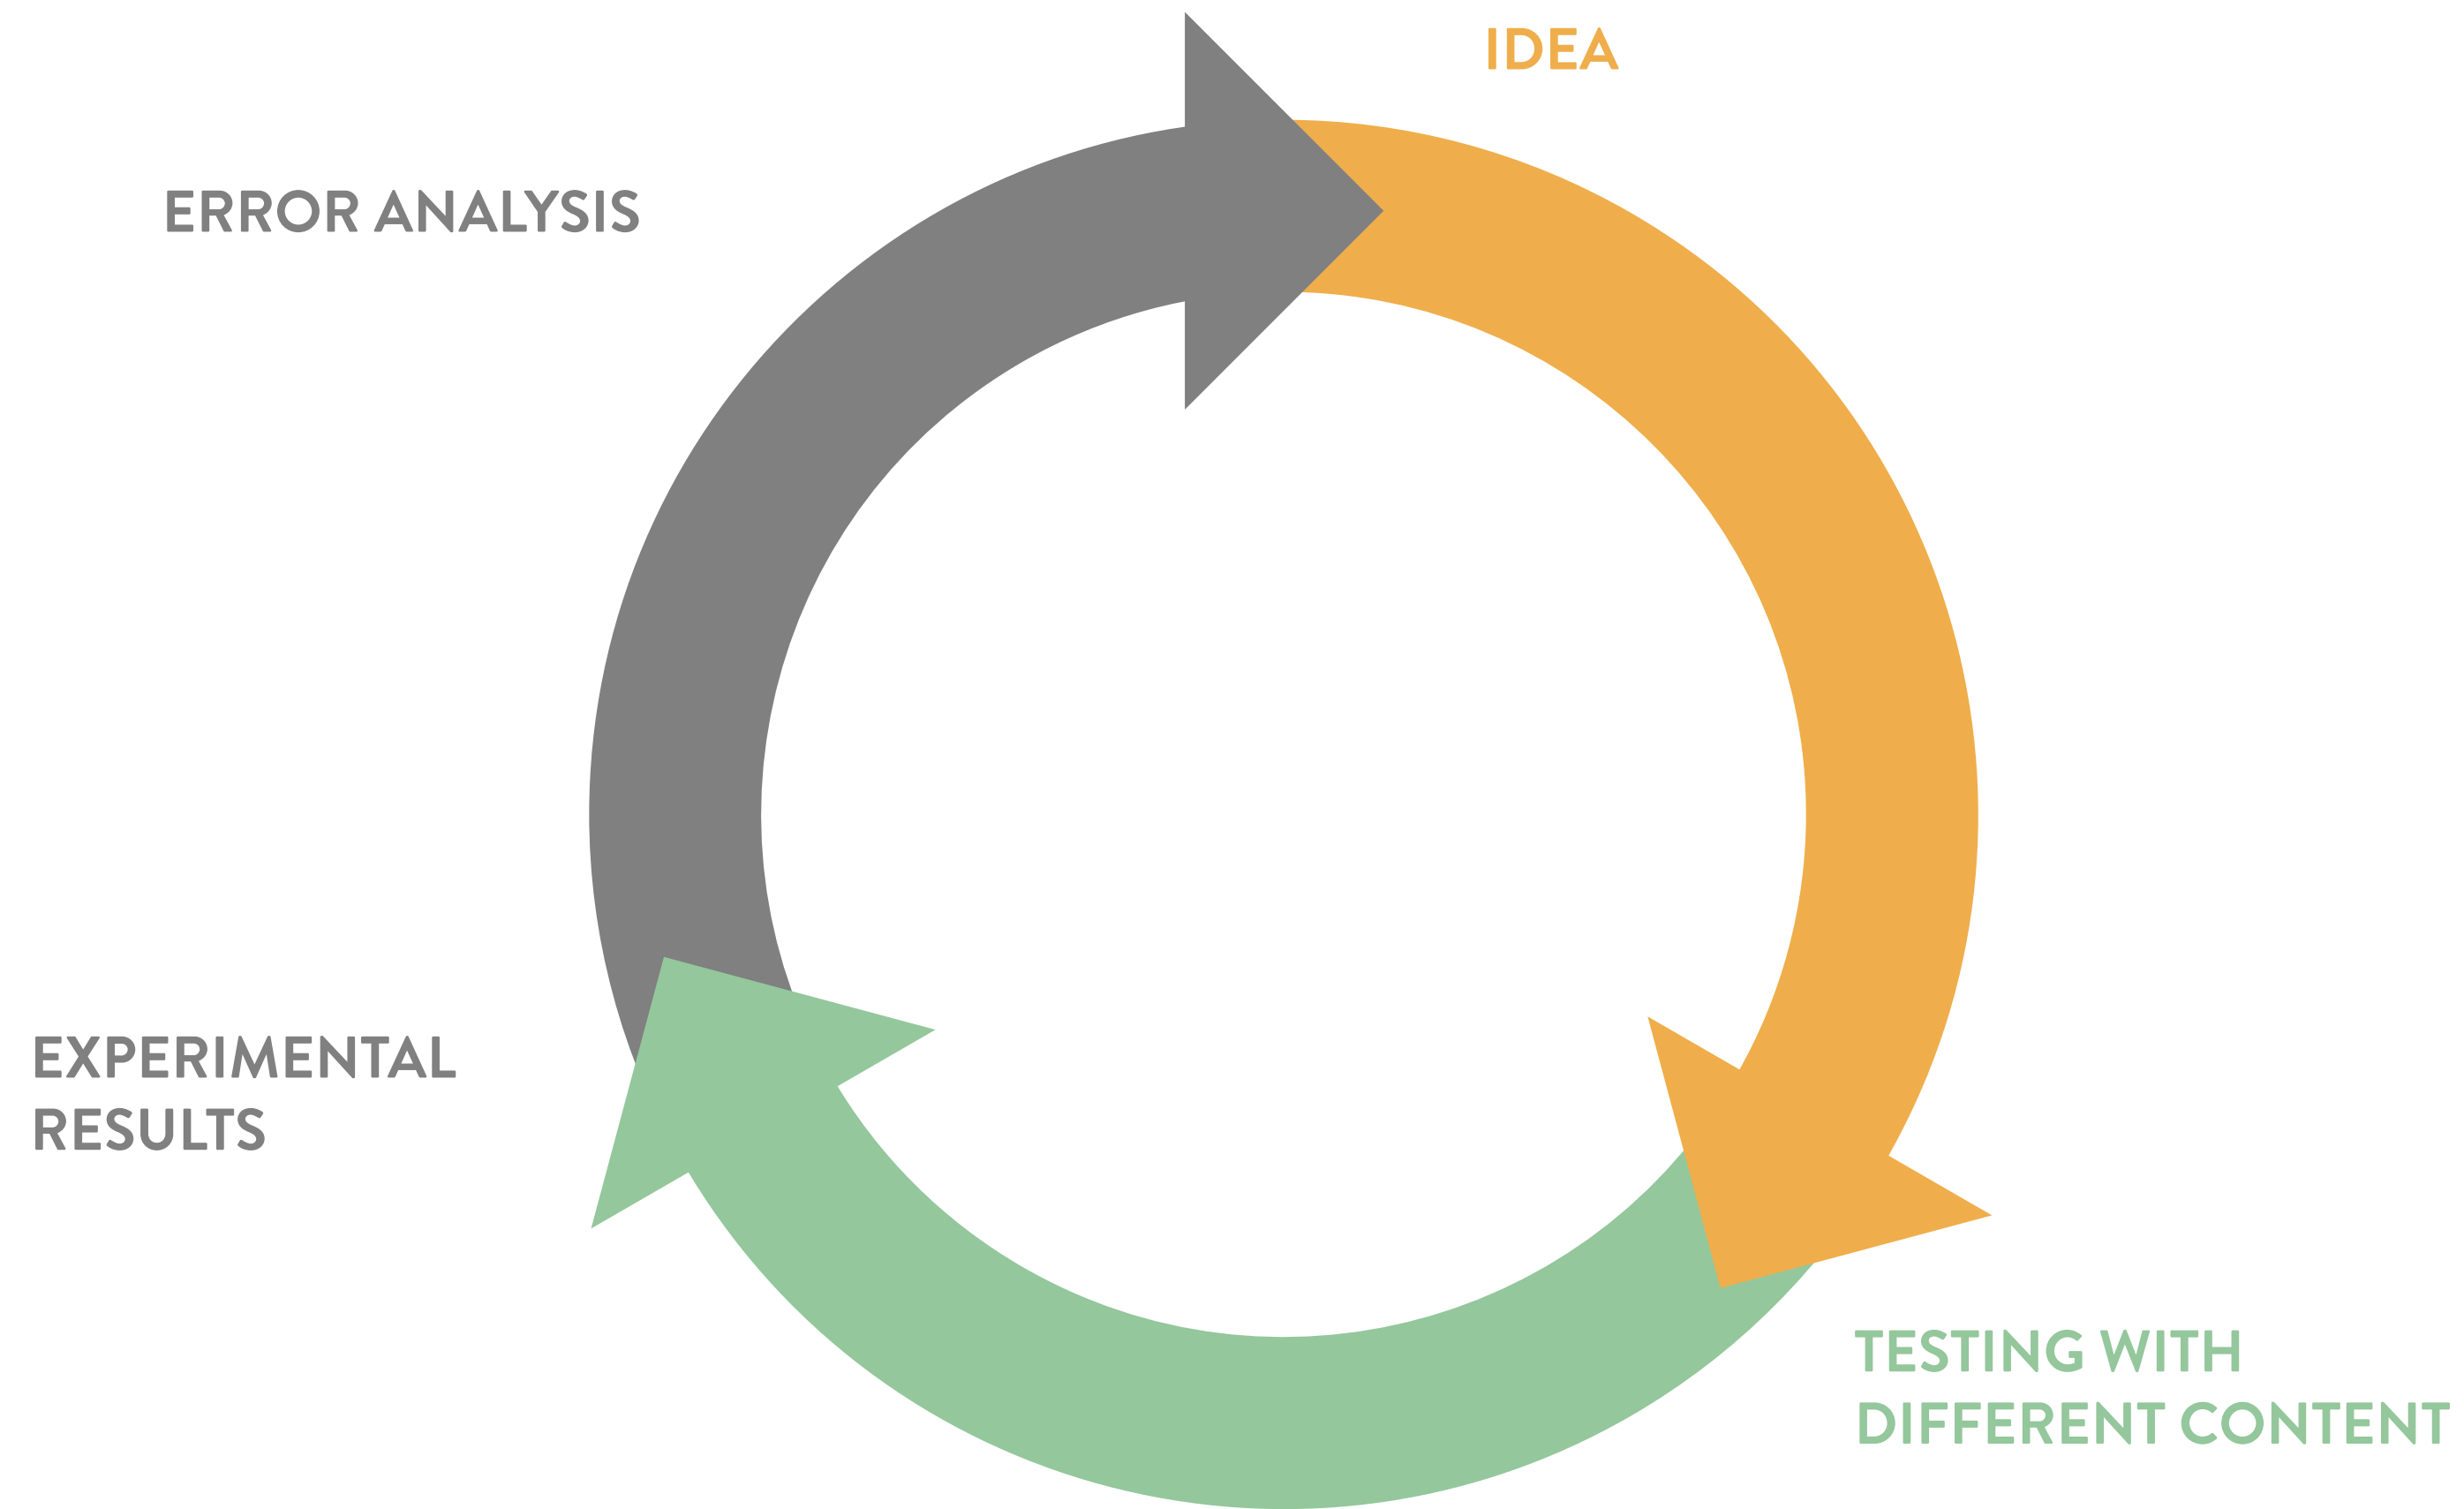 IDEA
ERROR ANALYSIS
EXPERIMENTAL
RESULTS
TESTING WITH
DIFFERENT CONTENT